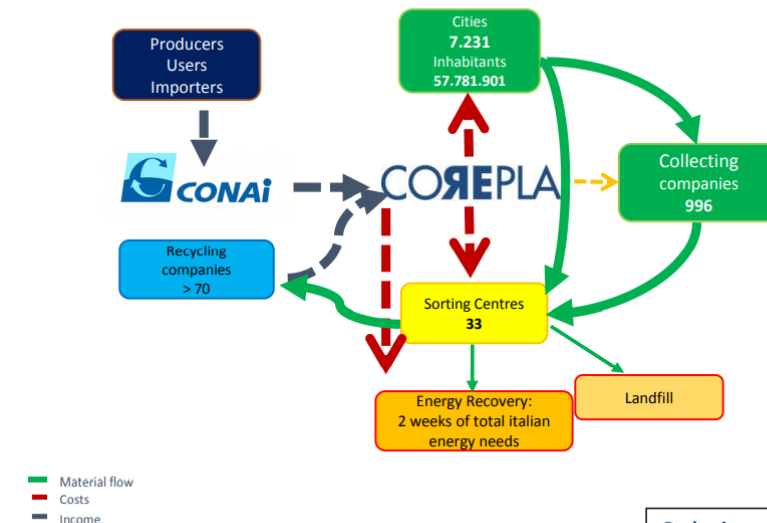 Cities
7.231
Inhabitants
57.781.901
Producers
Users
Importers
Collecting
companies
996
CONAi
COREPLA
Recycling
companies
> 70
Sorting Centres
33
Energy Recovery:
2 weeks of total italian
energy needs
Landfill
Material flow
Costs
Income